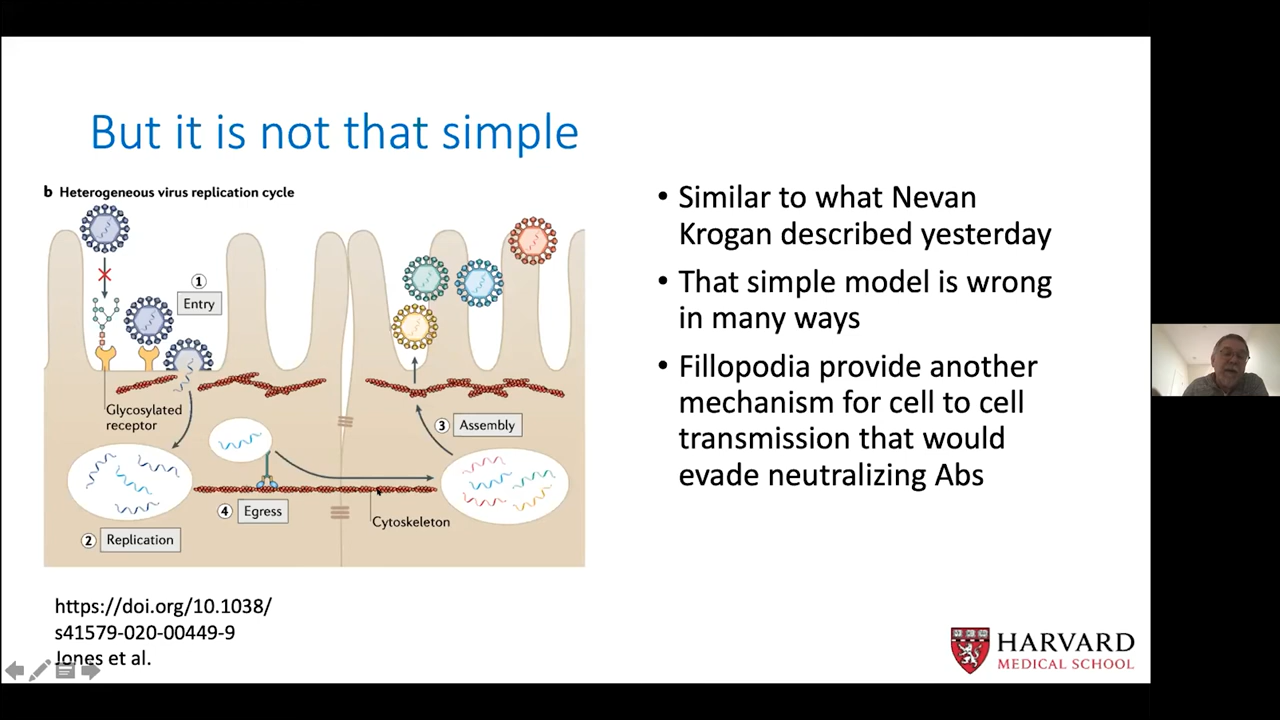 But it is not that simple
b Heterogeneous virus replication cycle
1
Entry
Glycosylated
receptor
3 Assembly
4 Egress
Cytoskeleton
2 Replication
• Similar to what Nevan
Krogan described yesterday
• That simple model is wrong
in many ways
• Fillopodia provide another
mechanism for cell to cell
transmission that would
evade neutralizing Abs
https://doi.org/10.1038/
s41579-020-00449-9
Jones et al.
HARVARD
MEDICAL SCHOOL